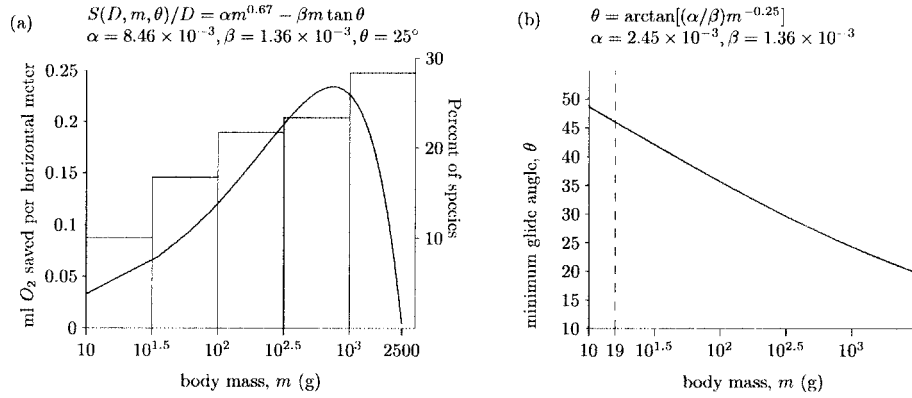 (a)
S(D, m, θ)/D = αm^0.67 − βm tan θ
α = 8.46 × 10^−3, β = 1.36 × 10^−3, θ = 25°
ml O₂ saved per horizontal meter
0.25
0.2
0.15
0.1
0.05
0
30
20
10
Percent of species
10 10^1.5 10^2 10^2.5 10^3 2500
body mass, m (g)
(b)
θ = arctan[(α/β)m^−0.25]
α = 2.45 × 10^−3, β = 1.36 × 10^−3
minimum glide angle, θ
50
45
40
35
30
25
20
15
10
10 19 10^1.5 10^2 10^2.5 10^3
body mass, m (g)